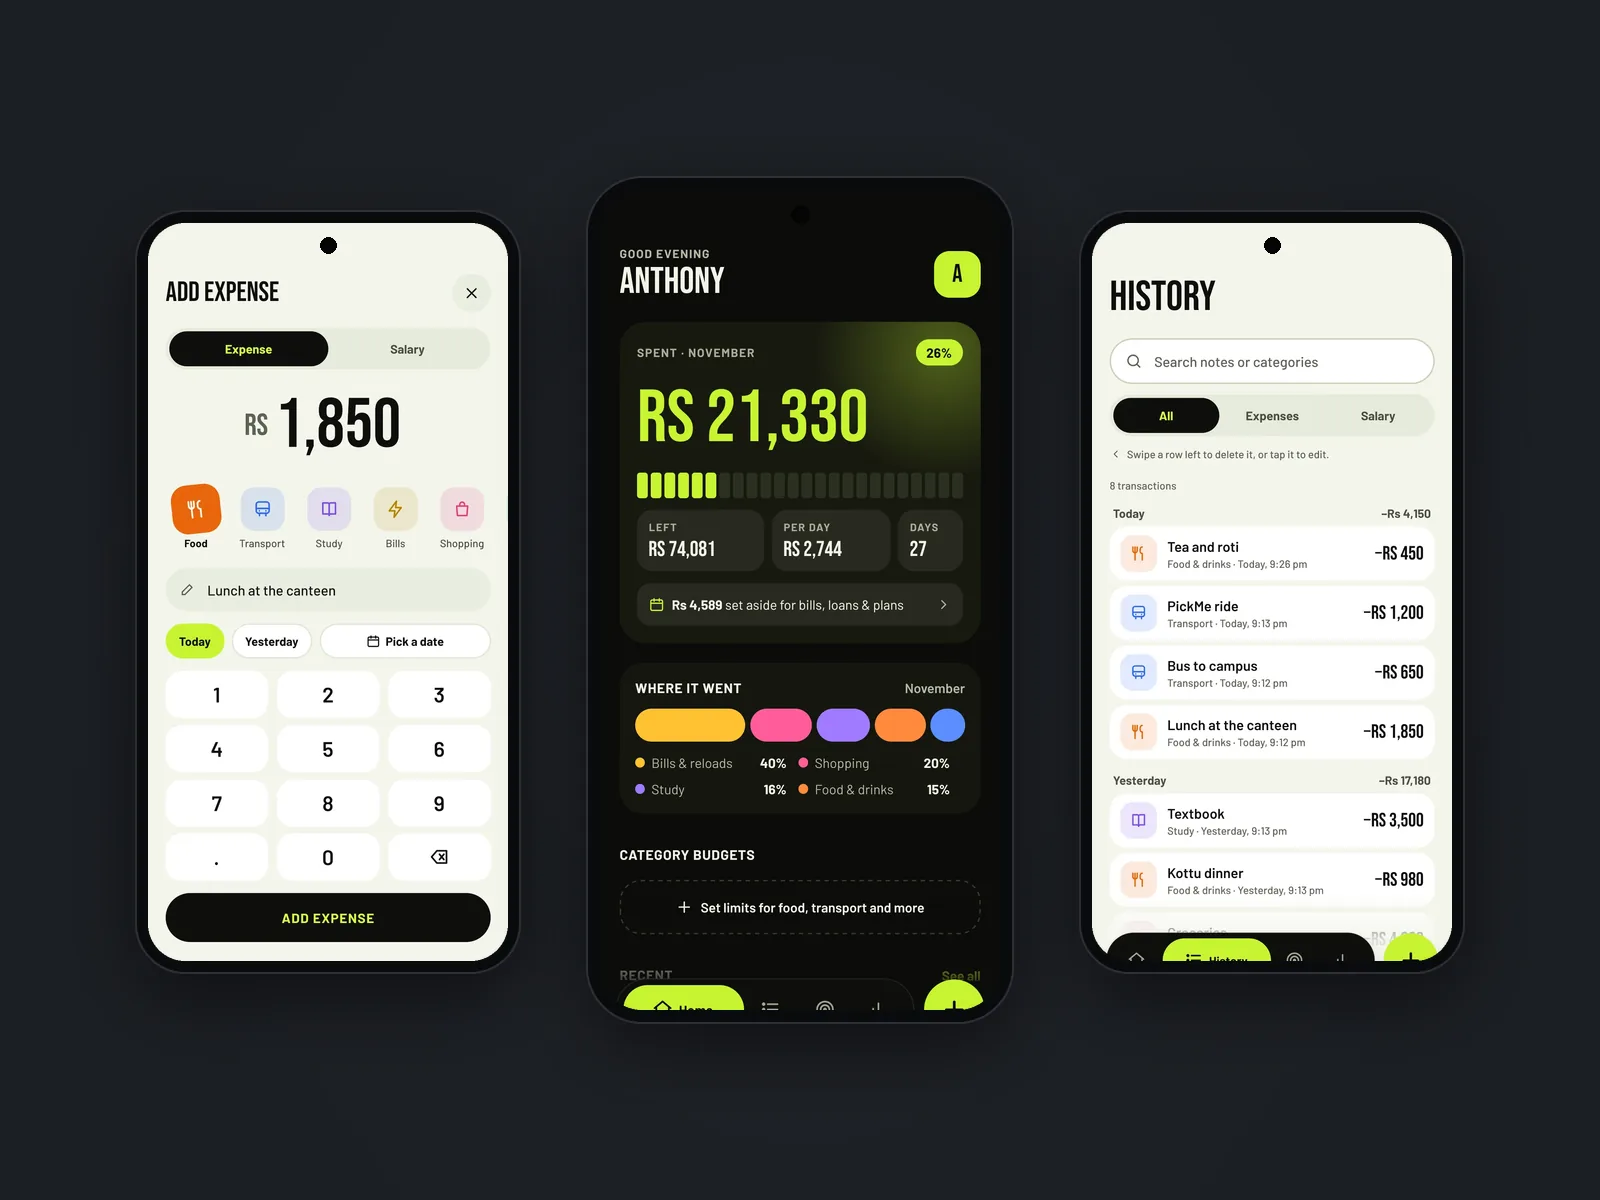 ADD EXPENSE
Expense
Salary
RS 1,850
Food
Transport
Study
Bills
Shopping
Lunch at the canteen
Today
Yesterday
Pick a date
1
2
3
4
5
6
7
8
9
.
0
ADD EXPENSE
GOOD EVENING
ANTHONY
A
SPENT · NOVEMBER
26%
RS 21,330
LEFT
RS 74,081
PER DAY
RS 2,744
DAYS
27
Rs 4,589 set aside for bills, loans & plans
WHERE IT WENT
November
Bills & reloads 40%
Shopping 20%
Study 16%
Food & drinks 15%
CATEGORY BUDGETS
Set limits for food, transport and more
RECENT
See all
Home
HISTORY
Search notes or categories
All
Expenses
Salary
Swipe a row left to delete it, or tap it to edit.
8 transactions
Today
−Rs 4,150
Tea and roti
Food & drinks · Today, 9:26 pm
−RS 450
PickMe ride
Transport · Today, 9:13 pm
−RS 1,200
Bus to campus
Transport · Today, 9:12 pm
−RS 650
Lunch at the canteen
Food & drinks · Today, 9:12 pm
−RS 1,850
Yesterday
−Rs 17,180
Textbook
Study · Yesterday, 9:13 pm
−RS 3,500
Kottu dinner
Food & drinks · Yesterday, 9:13 pm
−RS 980
Groceries
History